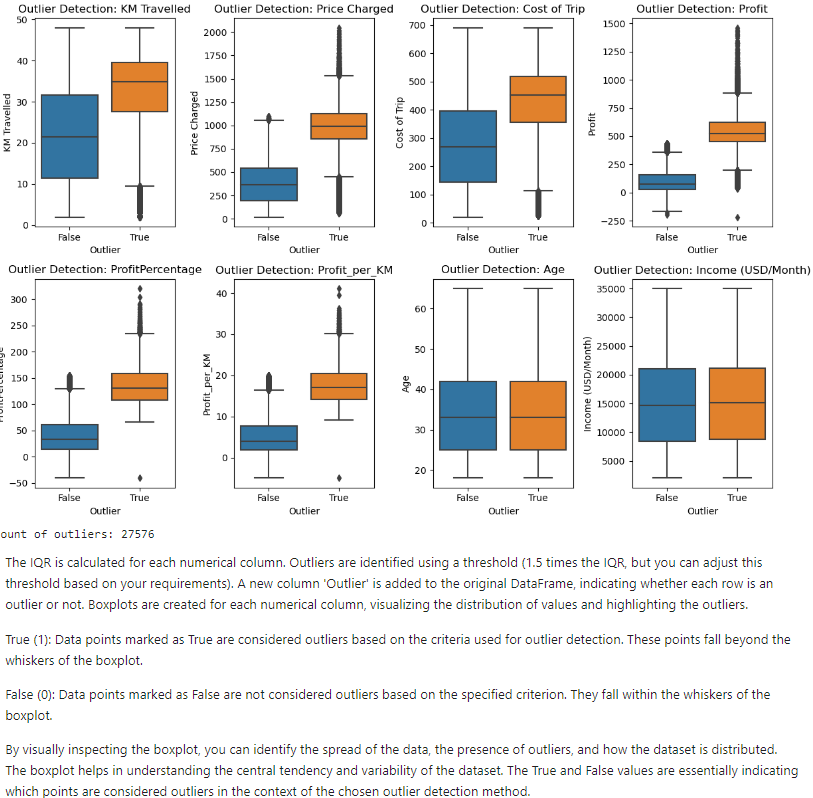 Outlier Detection: KM Travelled
Outlier Detection: Price Charged
Outlier Detection: Cost of Trip
Outlier Detection: Profit
KM Travelled
50
40
30
20
10
0
False
True
Outlier
Price Charged
2000
1750
1500
1250
1000
750
500
250
0
False
True
Outlier
Cost of Trip
700
600
500
400
300
200
100
0
False
True
Outlier
Profit
1500
1250
1000
750
500
250
0
−250
False
True
Outlier
Outlier Detection: ProfitPercentage
Outlier Detection: Profit_per_KM
Outlier Detection: Age
Outlier Detection: Income (USD/Month)
300
250
200
150
100
50
0
−50
False
True
Outlier
Profit_per_KM
40
30
20
10
0
False
True
Outlier
Age
60
50
40
30
20
False
True
Outlier
Income (USD/Month)
35000
30000
25000
20000
15000
10000
5000
False
True
Outlier
ount of outliers: 27576
The IQR is calculated for each numerical column. Outliers are identified using a threshold (1.5 times the IQR, but you can adjust this
threshold based on your requirements). A new column 'Outlier' is added to the original DataFrame, indicating whether each row is an
outlier or not. Boxplots are created for each numerical column, visualizing the distribution of values and highlighting the outliers.
True (1): Data points marked as True are considered outliers based on the criteria used for outlier detection. These points fall beyond the
whiskers of the boxplot.
False (0): Data points marked as False are not considered outliers based on the specified criterion. They fall within the whiskers of the
boxplot.
By visually inspecting the boxplot, you can identify the spread of the data, the presence of outliers, and how the dataset is distributed.
The boxplot helps in understanding the central tendency and variability of the dataset. The True and False values are essentially indicating
which points are considered outliers in the context of the chosen outlier detection method.